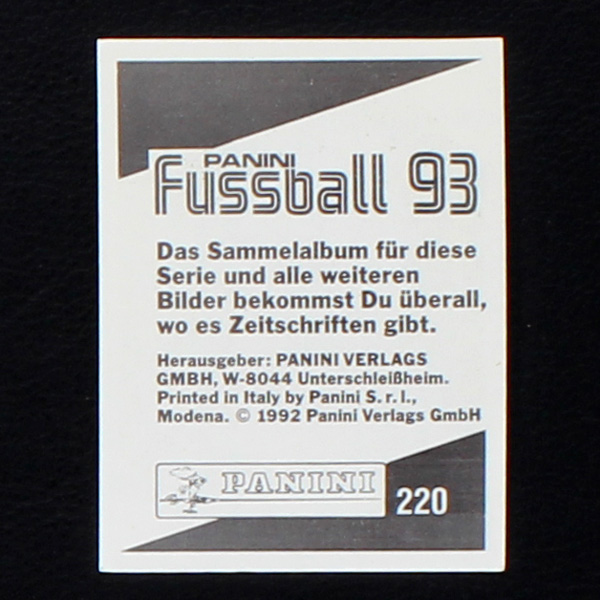 PANINI
Fussball 93
Das Sammelalbum für diese
Serie und alle weiteren
Bilder bekommst Du überall,
wo es Zeitschriften gibt.
Herausgeber: PANINI VERLAGS
GMBH, W-8044 Unterschleißheim.
Printed in Italy by Panini S.r.l.,
Modena. © 1992 Panini Verlags GmbH
PANINI
220